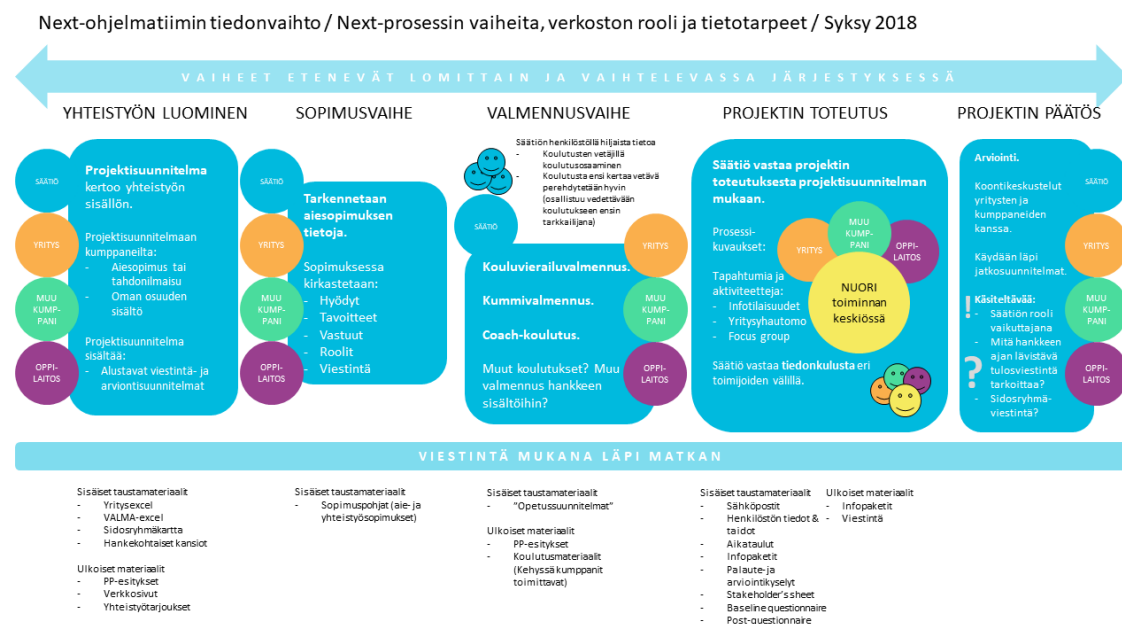 Next-ohjelmatiimin tiedonvaihto / Next-prosessin vaiheita, verkoston rooli ja tietotarpeet / Syksy 2018
VAIHEET ETENEVÄT LOMITTAIN JA VAIHTELEVASSA JÄRJESTYKSESSÄ
YHTEISTYÖN LUOMINEN
SÄÄTIÖ
YRITYS
MUU
KUMP-
PANI
OPPI-
LAITOS
Projektisuunnitelma
kertoo yhteistyön
sisällön.
Projektisuunnitelmaan
kumppaneilta:
- Aiesopimus tai
tahdonilmaisu
- Oman osuuden
sisältö
Projektisuunnitelma
sisältää:
- Alustavat viestintä- ja
arviontisuunnitelmat
SOPIMUSVAIHE
SÄÄTIÖ
YRITYS
MUU
KUMP-
PANI
OPPI-
LAITOS
Tarkennetaan
aiesopimuksen
tietoja.
Sopimuksessa
kirkastetaan:
- Hyödyt
- Tavoitteet
- Vastuut
- Roolit
- Viestintä
VALMENNUSVAIHE
Säätiön henkilöstöllä hiljaista tietoa
- Koulutusten vetäjillä
koulutusosaaminen
- Koulutusta ensi kertaa vetävä
perehdytetään hyvin
(osallistuu vedettävään
koulutukseen ensin
tarkkailijana)
SÄÄTIÖ
YRITYS
MUU
KUMP-
PANI
OPPI-
LAITOS
Kouluvierailuvalmennus.
Kummivalmennus.
Coach-koulutus.
Muut koulutukset? Muu
valmennus hankkeen
sisältöihin?
PROJEKTIN TOTEUTUS
Säätiö vastaa projektin
toteutuksesta projektisuunnitelman
mukaan.
Prosessi-
kuvaukset:
Tapahtumia ja
aktiviteetteja:
- Infotilaisuudet
- Yritysyhautomo
- Focus group
YRITYS
MUU
KUMP-
PANI
OPPI-
LAITOS
NUORI
toiminnan
keskiössä
Säätiö vastaa tiedonkulusta eri
toimijoiden välillä.
PROJEKTIN PÄÄTÖS
Arviointi.
Koontikeskustelut
yritysten ja
kumppaneiden
kanssa.
Käydään läpi
jatkosuunnitelmat.
!
?
Käsiteltävää:
- Säätiön rooli
vaikuttajana
- Mitä hankkeen
ajan lävistävä
tulosviestintä
tarkoittaa?
- Sidosryhmä-
viestintä?
SÄÄTIÖ
YRITYS
MUU
KUMP-
PANI
OPPI-
LAITOS
VIESTINTÄ MUKANA LÄPI MATKAN
Sisäiset taustamateriaalit
- Yritysexcel
- VALMA-excel
- Sidosryhmäkartta
- Hankekohtaiset kansiot
Ulkoiset materiaalit
- PP-esitykset
- Verkkosivut
- Yhteistyötarjoukset
Sisäiset taustamateriaalit
- Sopimuspohjat (aie- ja
yhteistyösopimukset)
Sisäiset taustamateriaalit
- ”Opetussuunnitelmat”
Ulkoiset materiaalit
- PP-esitykset
- Koulutusmateriaalit
(Kehyssä kumppanit
toimittavat)
Sisäiset taustamateriaalit
- Sähköpostit
- Henkilöstön tiedot &
taidot
- Aikataulut
- Infopaketit
- Palaute-ja
arviointikyselyt
- Stakeholder’s sheet
- Baseline questionnaire
- Post-questionnaire
Ulkoiset materiaalit
- Infopaketit
- Viestintä